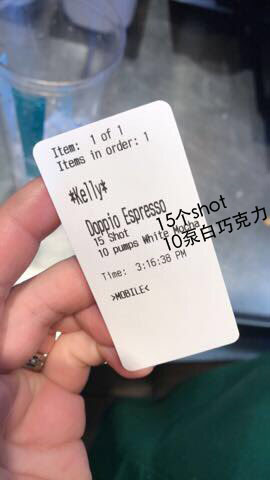 Item: 1 of 1
Items in order: 1
*Kelly*
Doppio Espresso
15 Shot
10 pumps White Mocha
Time: 3:16:38 PM
>MOBILE<
15个shot
10泵白巧克力